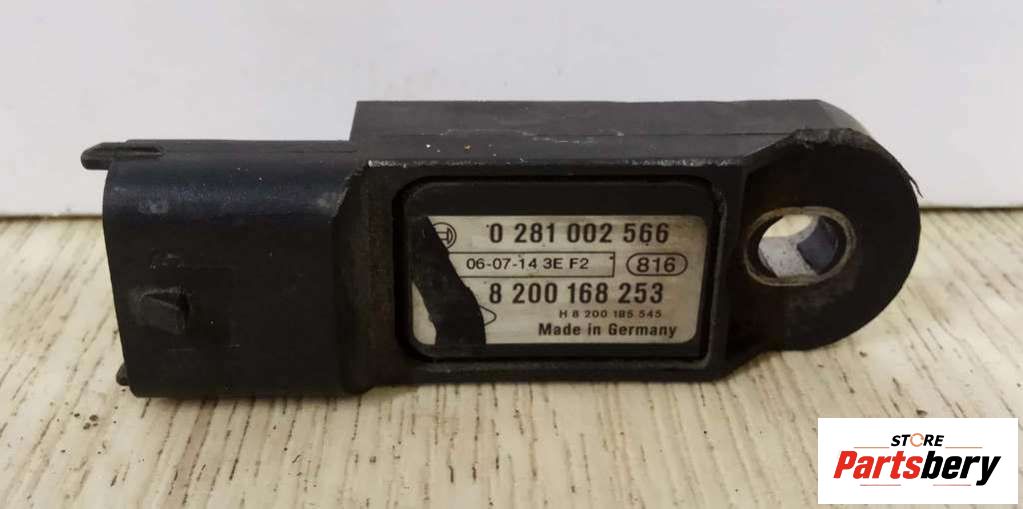 0 281 002 566
06-07-14 3E F2 816
8 200 168 253
H 8 200 185 545
Made in Germany
STORE
Partsbery